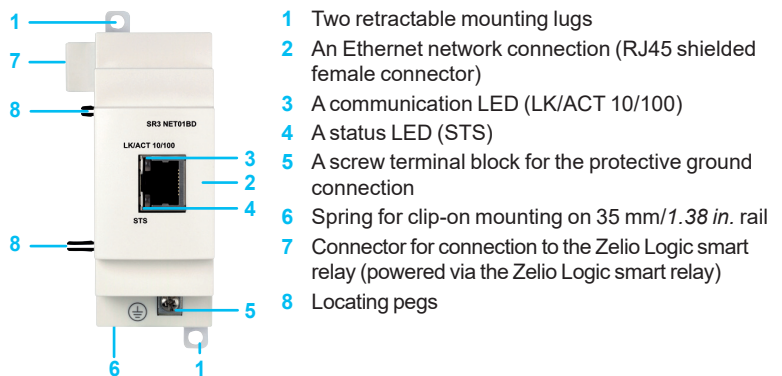 1
7
8
SR3 NET01BD
LK/ACT 10/100
3
2
4
STS
8
5
6
1
1 Two retractable mounting lugs
2 An Ethernet network connection (RJ45 shielded
female connector)
3 A communication LED (LK/ACT 10/100)
4 A status LED (STS)
5 A screw terminal block for the protective ground
connection
6 Spring for clip-on mounting on 35 mm/1.38 in. rail
7 Connector for connection to the Zelio Logic smart
relay (powered via the Zelio Logic smart relay)
8 Locating pegs